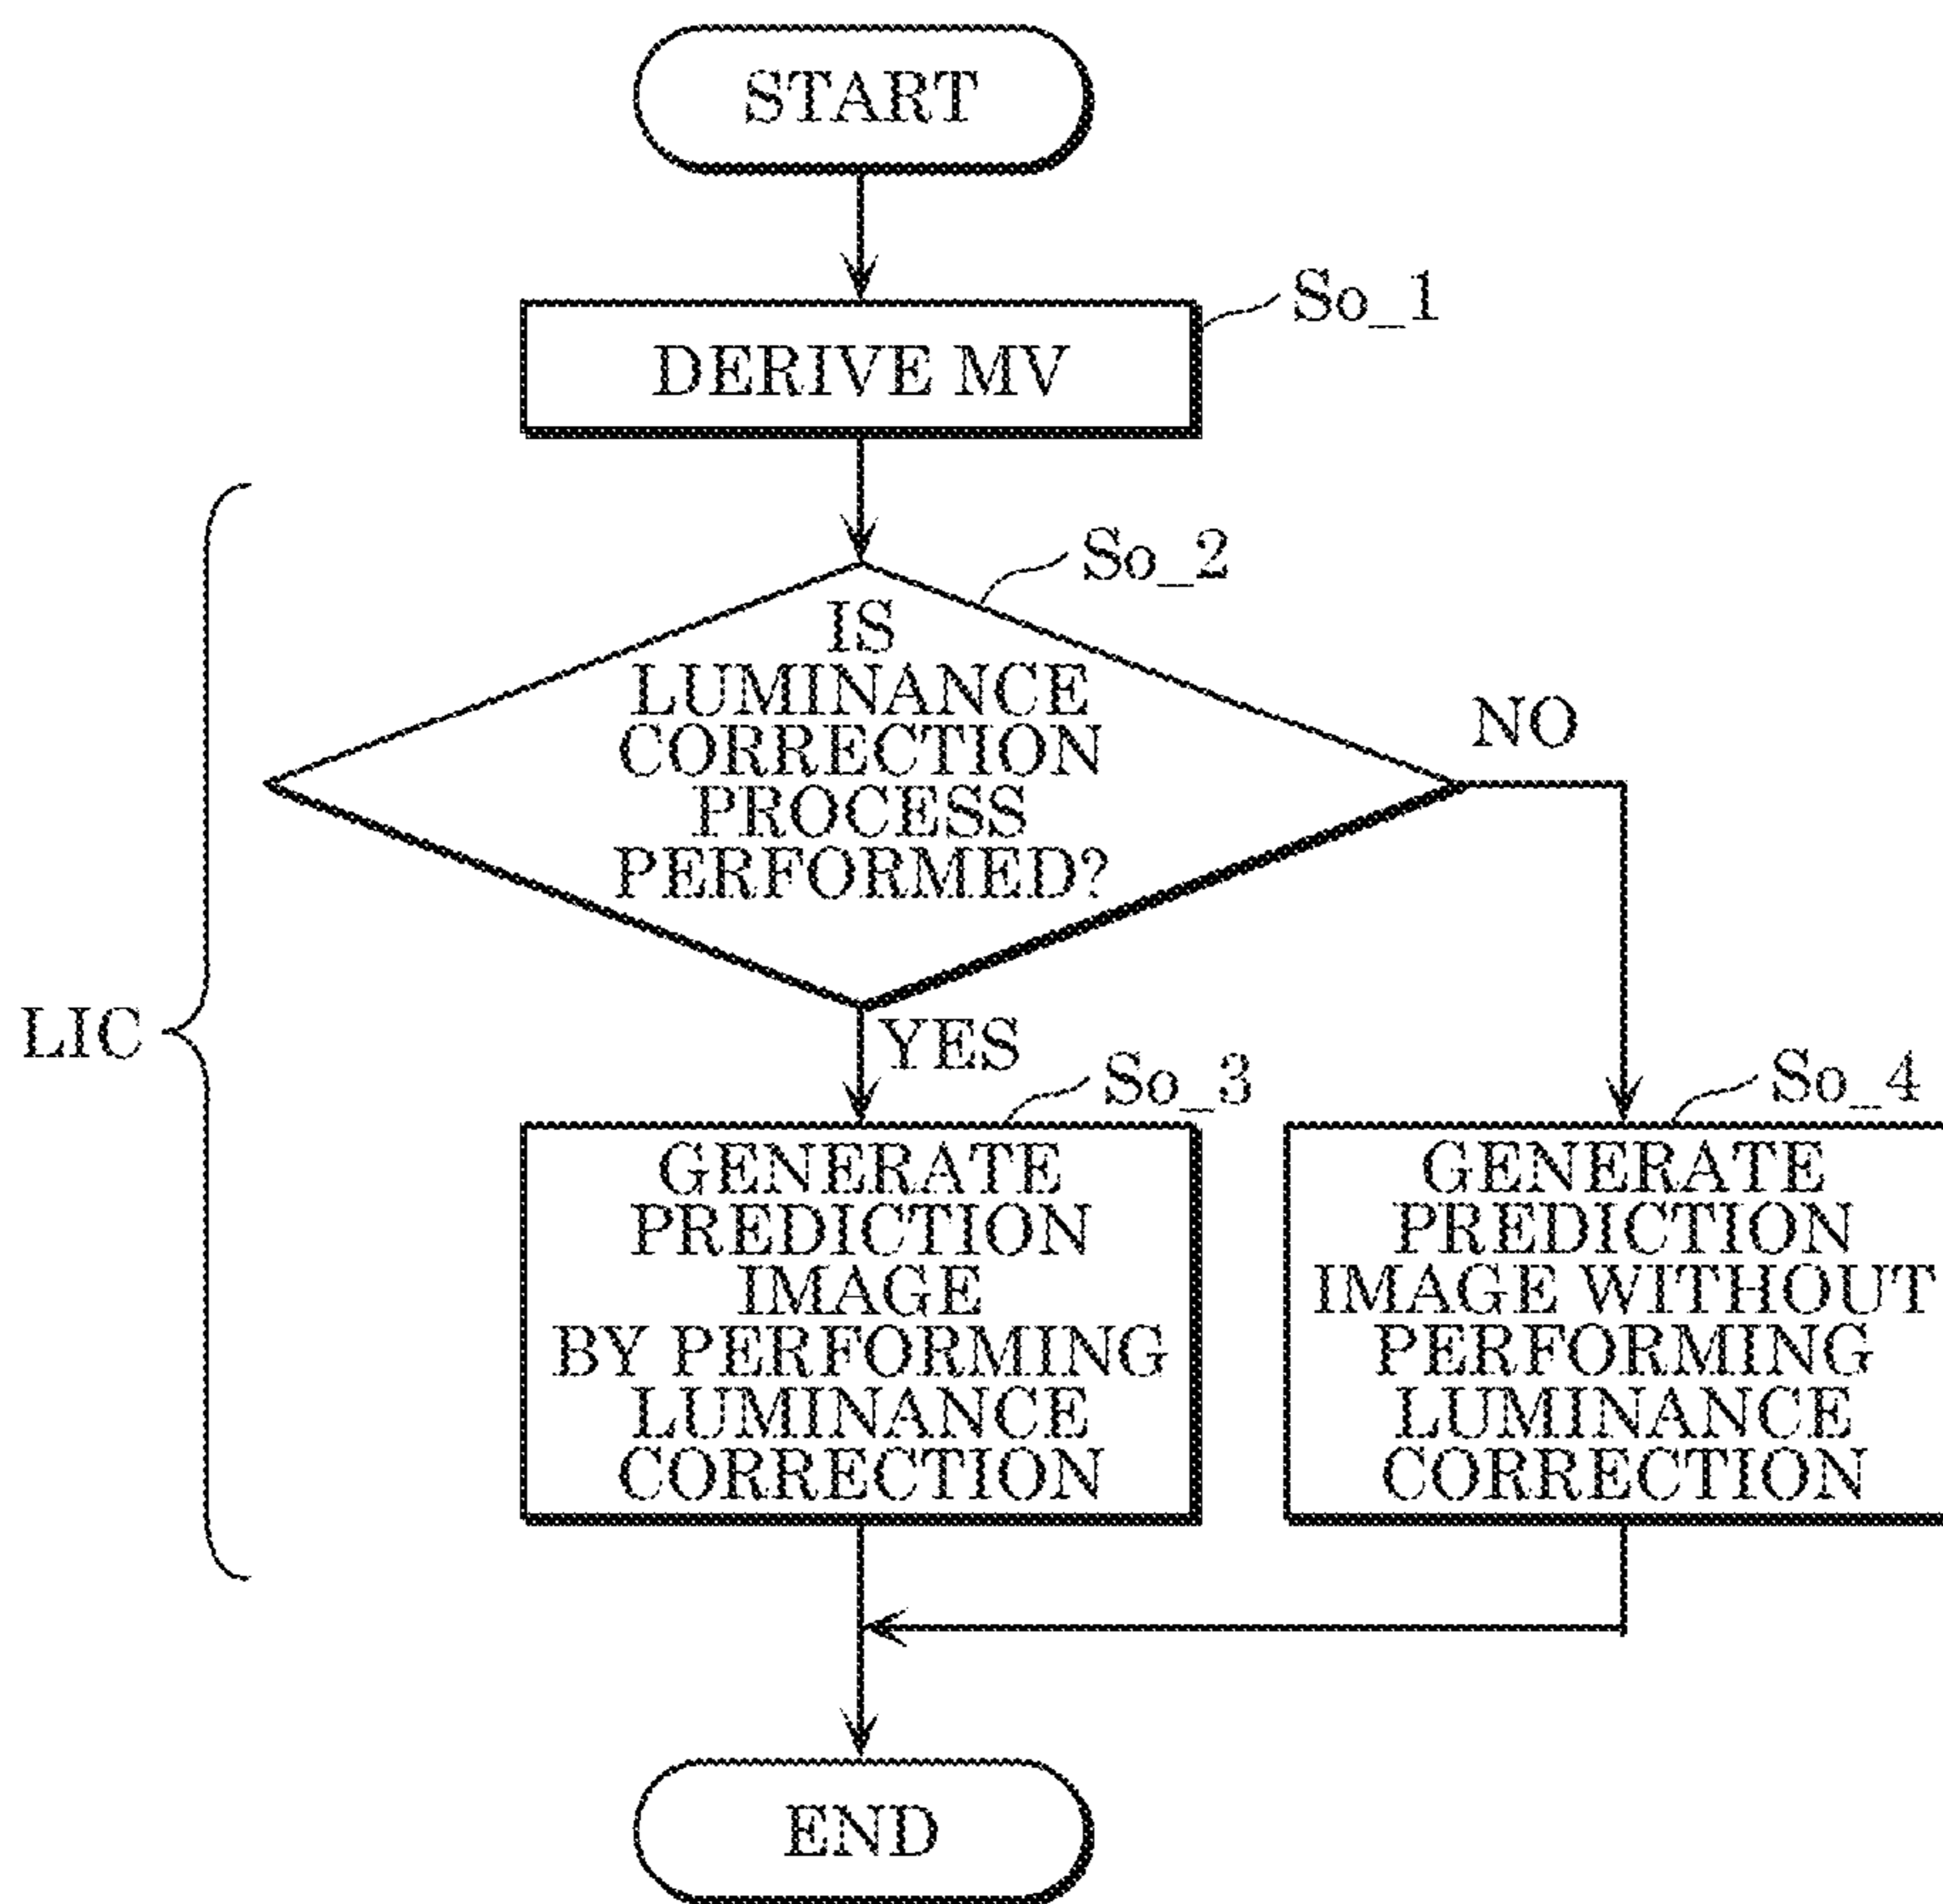 START
So_1
DERIVE MV
So_2
IS
LUMINANCE
CORRECTION
PROCESS
PERFORMED?
NO
LIC
YES
So_3
GENERATE
PREDICTION
IMAGE
BY PERFORMING
LUMINANCE
CORRECTION
So_4
GENERATE
PREDICTION
IMAGE WITHOUT
PERFORMING
LUMINANCE
CORRECTION
END